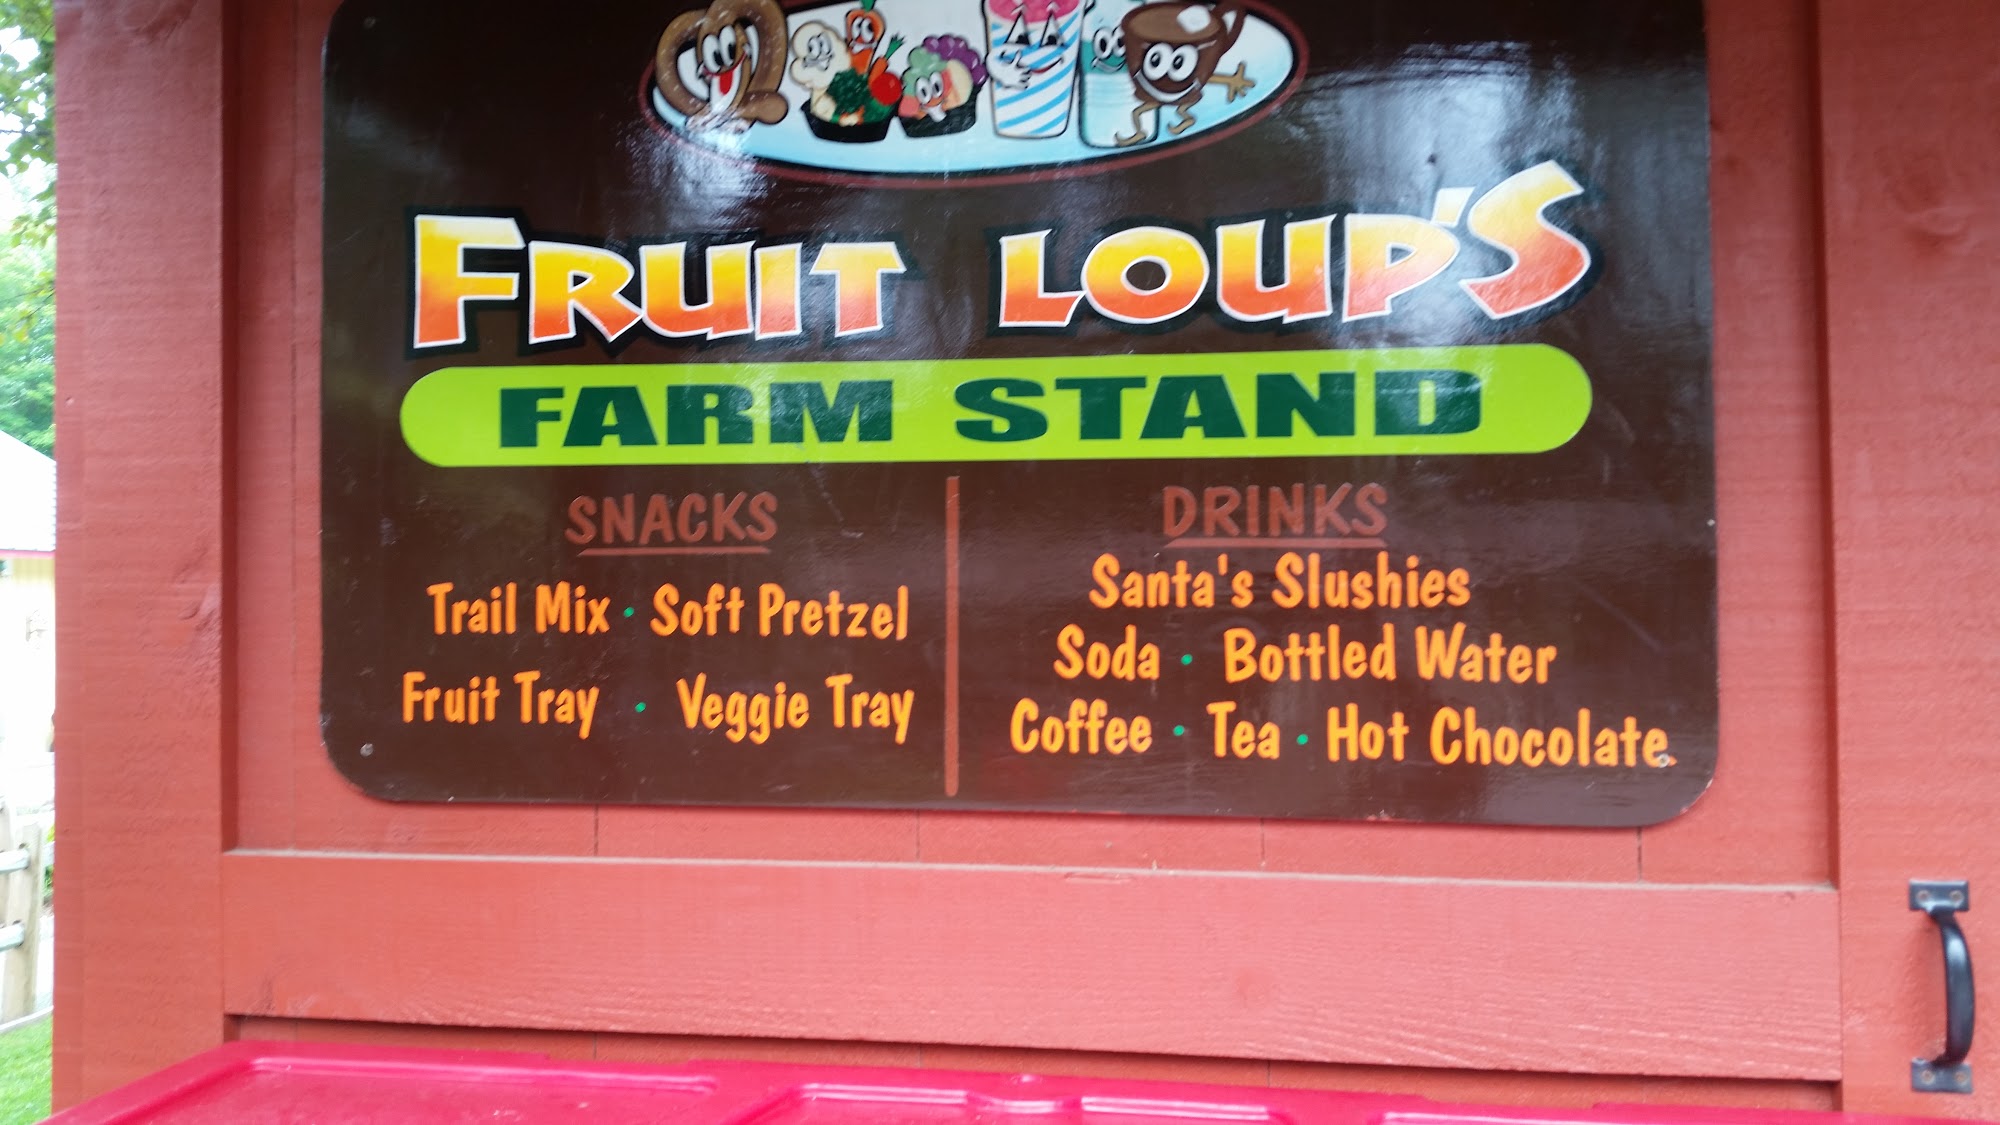 FRUIT LOUP'S
FARM STAND
SNACKS
Trail Mix · Soft Pretzel
Fruit Tray · Veggie Tray
DRINKS
Santa's Slushies
Soda · Bottled Water
Coffee · Tea · Hot Chocolate